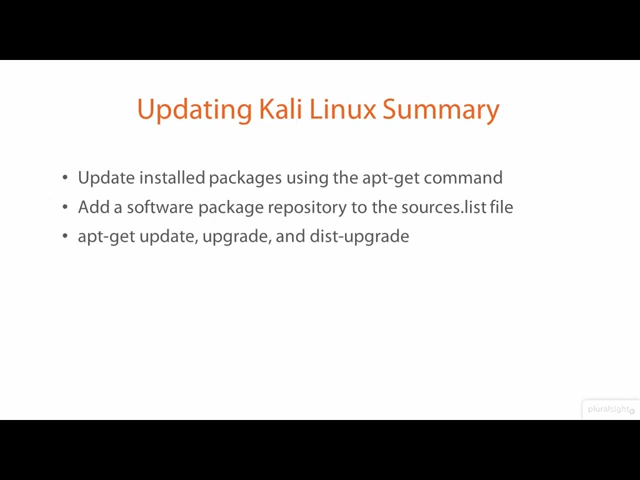 Updating Kali Linux Summary
• Update installed packages using the apt-get command
• Add a software package repository to the sources.list file
• apt-get update, upgrade, and dist-upgrade
pluralsight